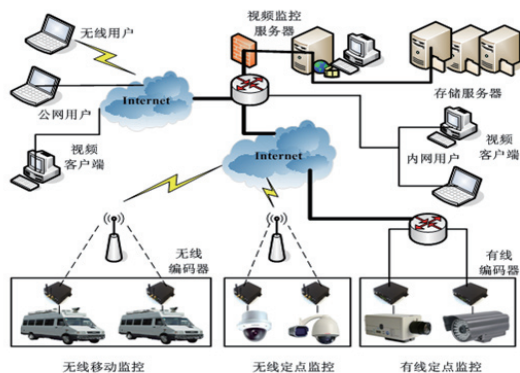 无线用户
视频监控
服务器
公网用户
Internet
存储服务器
视频
客户端
Internet
内网用户
视频
客户端
无线
编码器
有线
编码器
无线移动监控
无线定点监控
有线定点监控